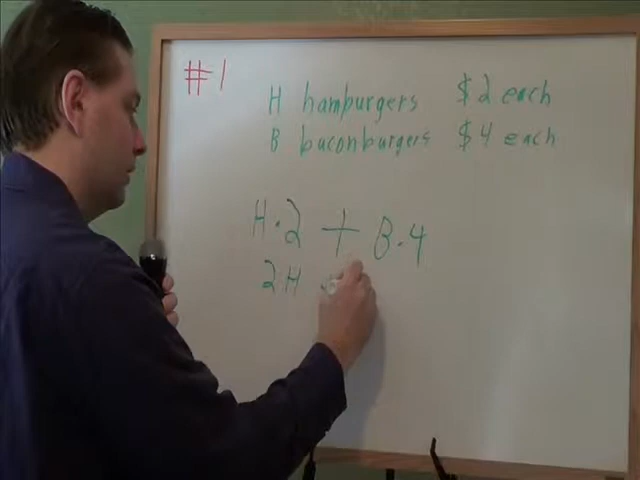 #1
H hamburgers $2 each
B baconburgers $4 each
H·2 + B·4
2H